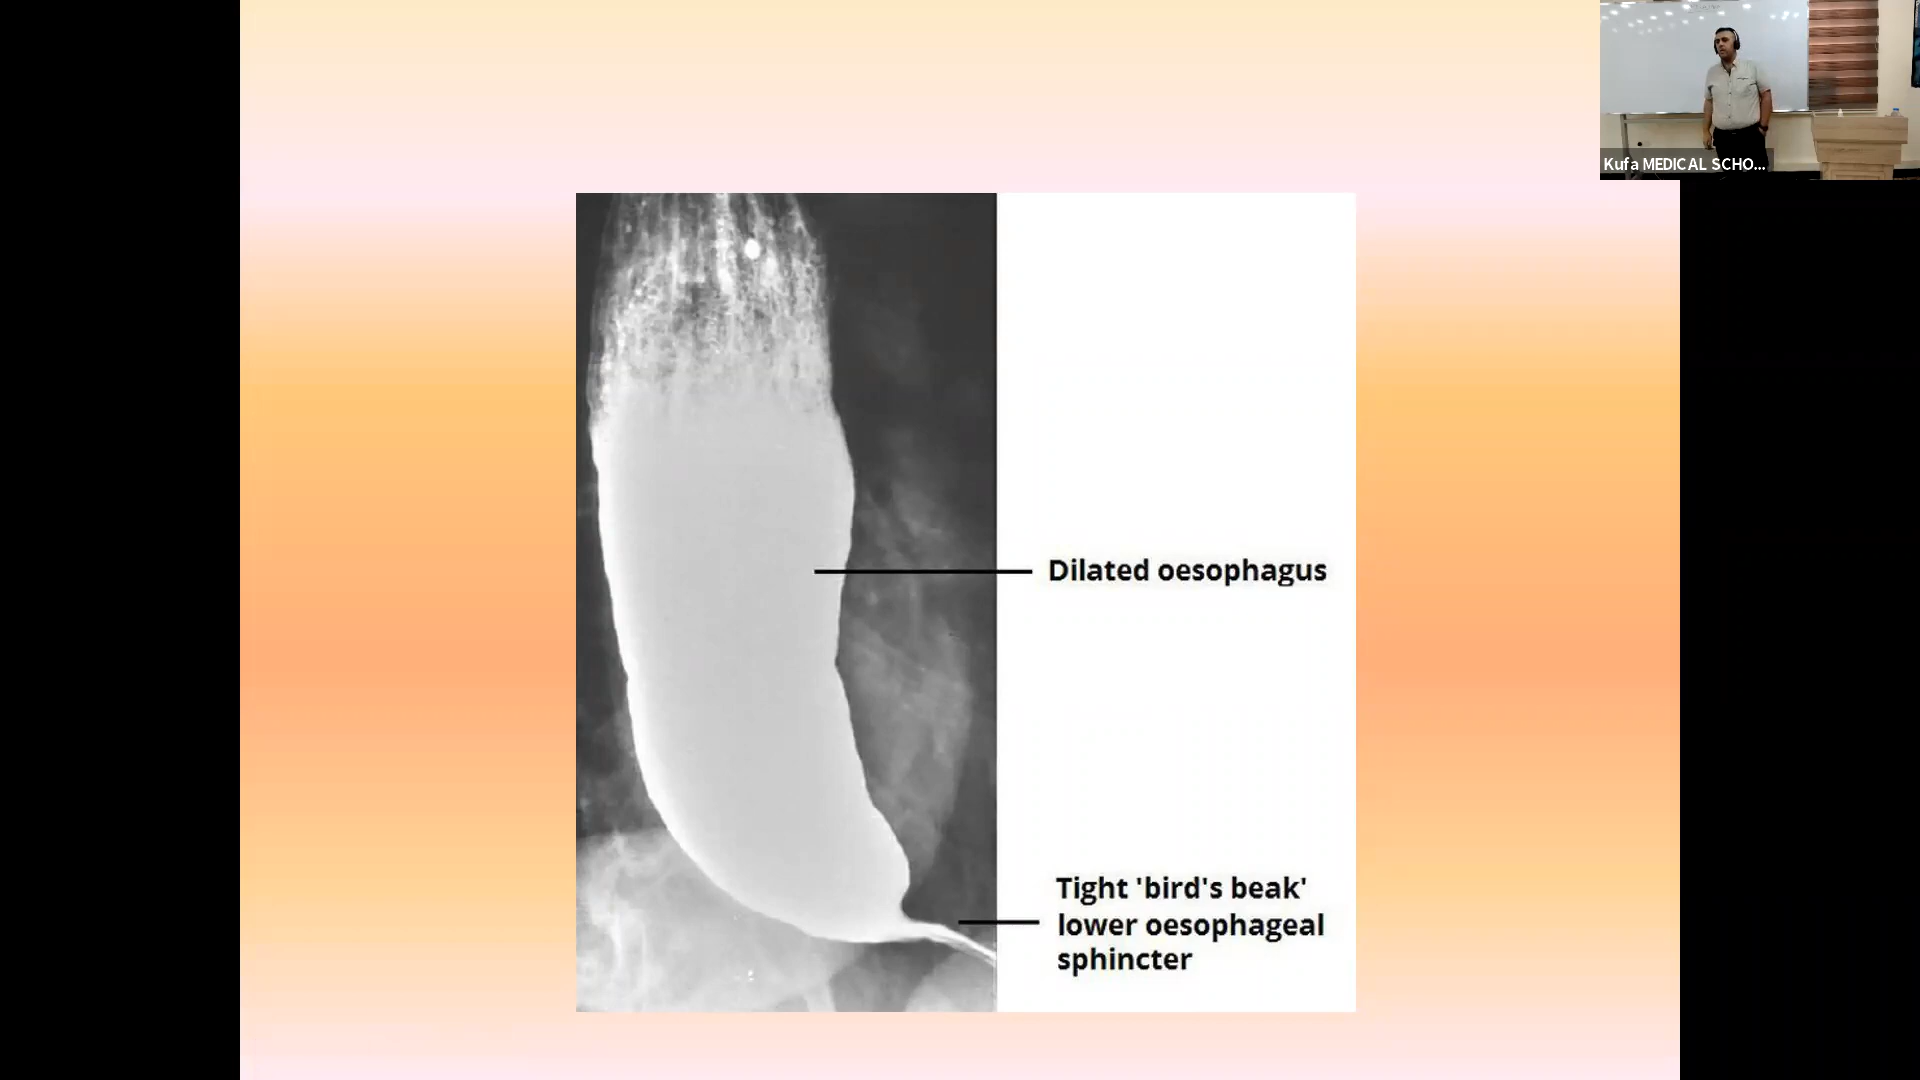 Kufa MEDICAL SCHO...
Dilated oesophagus
Tight 'bird's beak'
lower oesophageal
sphincter